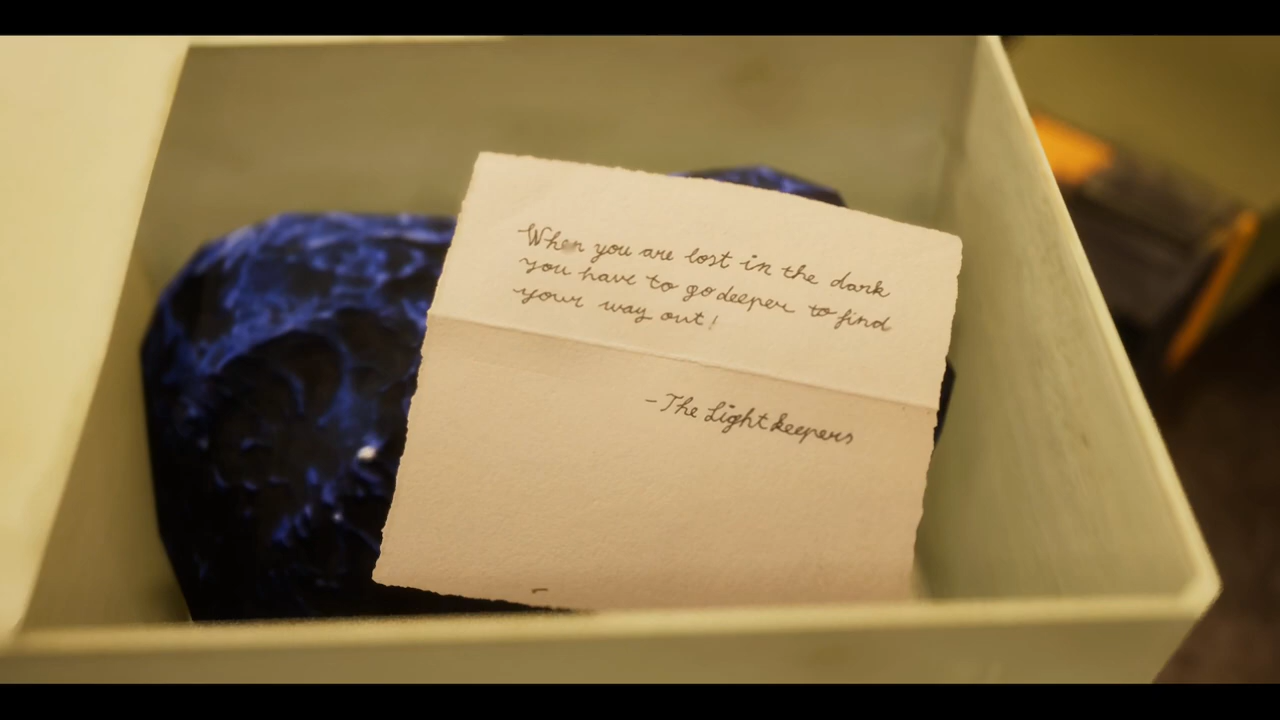 When you are lost in the dark
you have to go deeper to find
your way out!
- The Lightkeepers